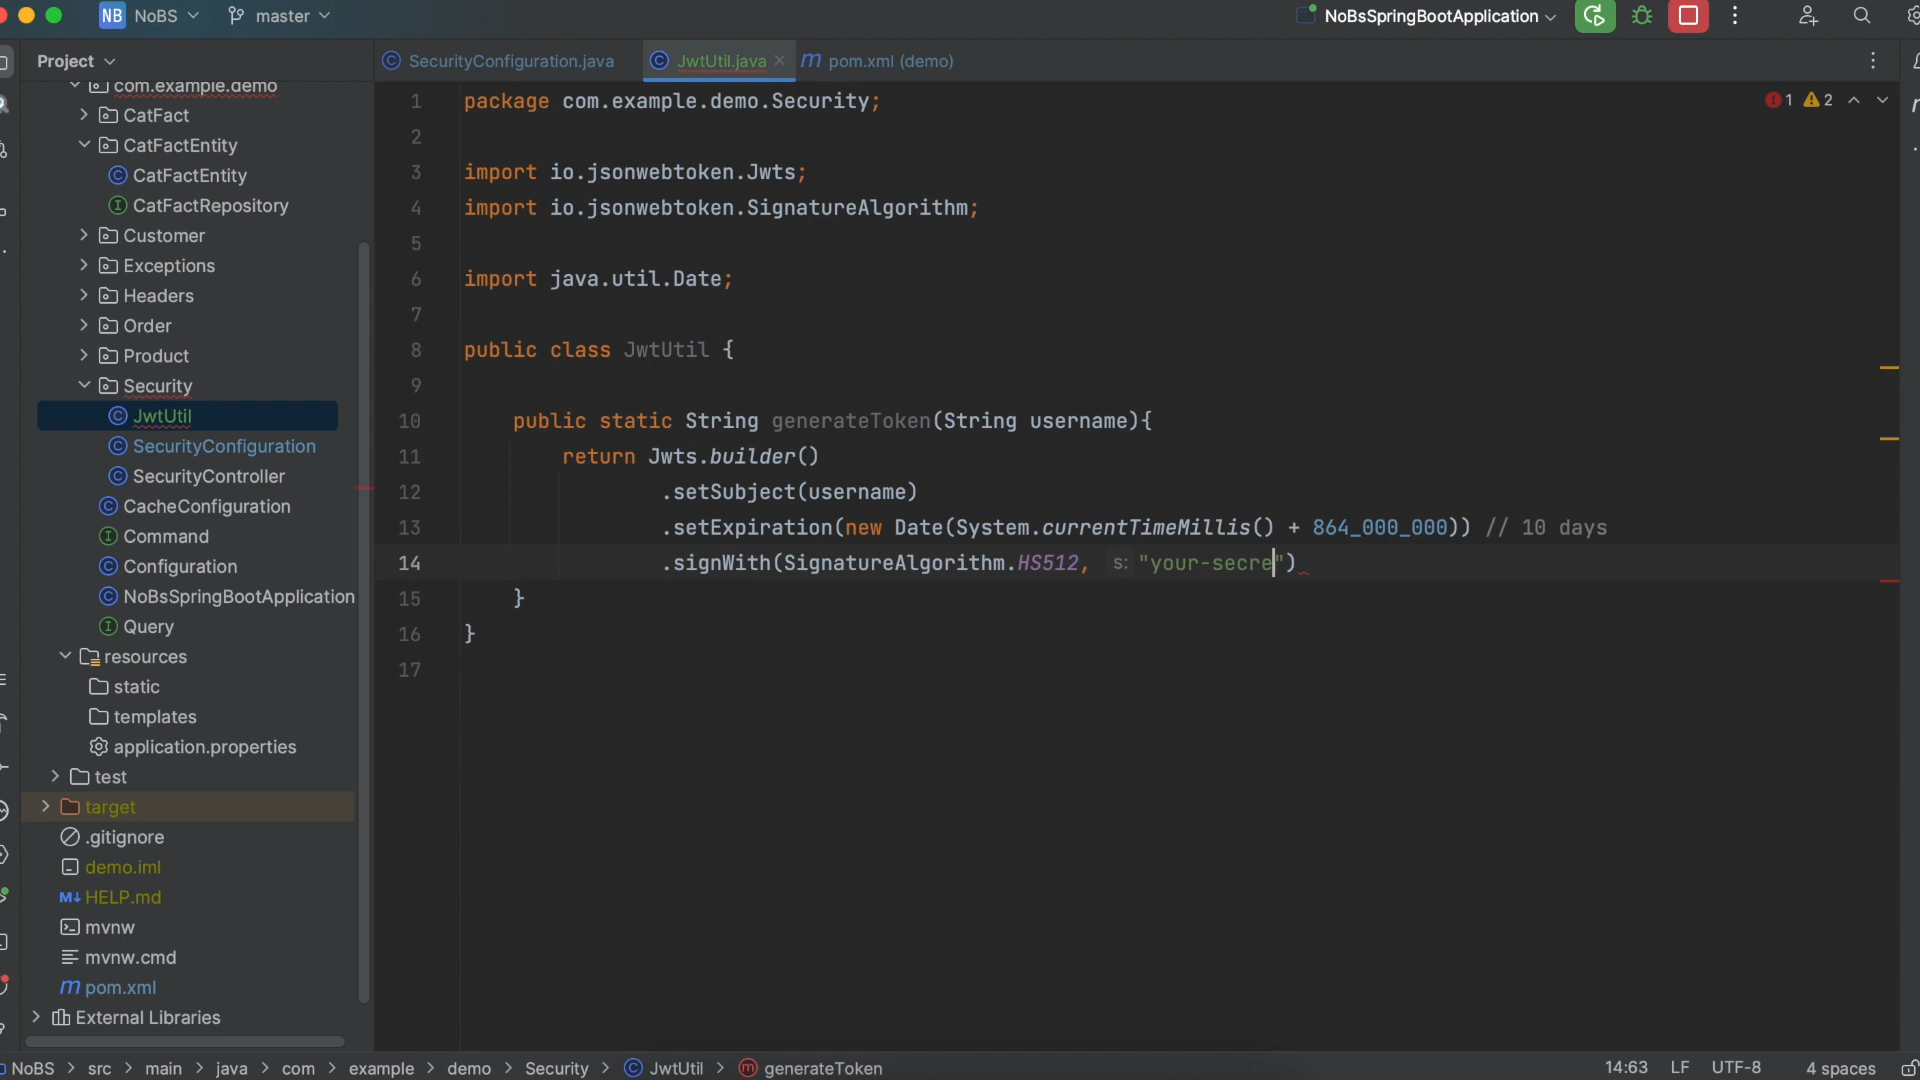 NB NoBS master NoBsSpringBootApplication
Project
SecurityConfiguration.java JwtUtil.java pom.xml (demo)
com.example.demo
CatFact
CatFactEntity
CatFactEntity
CatFactRepository
Customer
Exceptions
Headers
Order
Product
Security
JwtUtil
SecurityConfiguration
SecurityController
CacheConfiguration
Command
Configuration
NoBsSpringBootApplication
Query
resources
static
templates
application.properties
test
target
.gitignore
demo.iml
HELP.md
mvnw
mvnw.cmd
pom.xml
External Libraries
1 package com.example.demo.Security;
2
3 import io.jsonwebtoken.Jwts;
4 import io.jsonwebtoken.SignatureAlgorithm;
5
6 import java.util.Date;
7
8 public class JwtUtil {
9
10 public static String generateToken(String username){
11 return Jwts.builder()
12 .setSubject(username)
13 .setExpiration(new Date(System.currentTimeMillis() + 864_000_000)) // 10 days
14 .signWith(SignatureAlgorithm.HS512, s: "your-secre")
15 }
16 }
17
1 2
NoBS > src > main > java > com > example > demo > Security > JwtUtil > generateToken 14:63 LF UTF-8 4 spaces